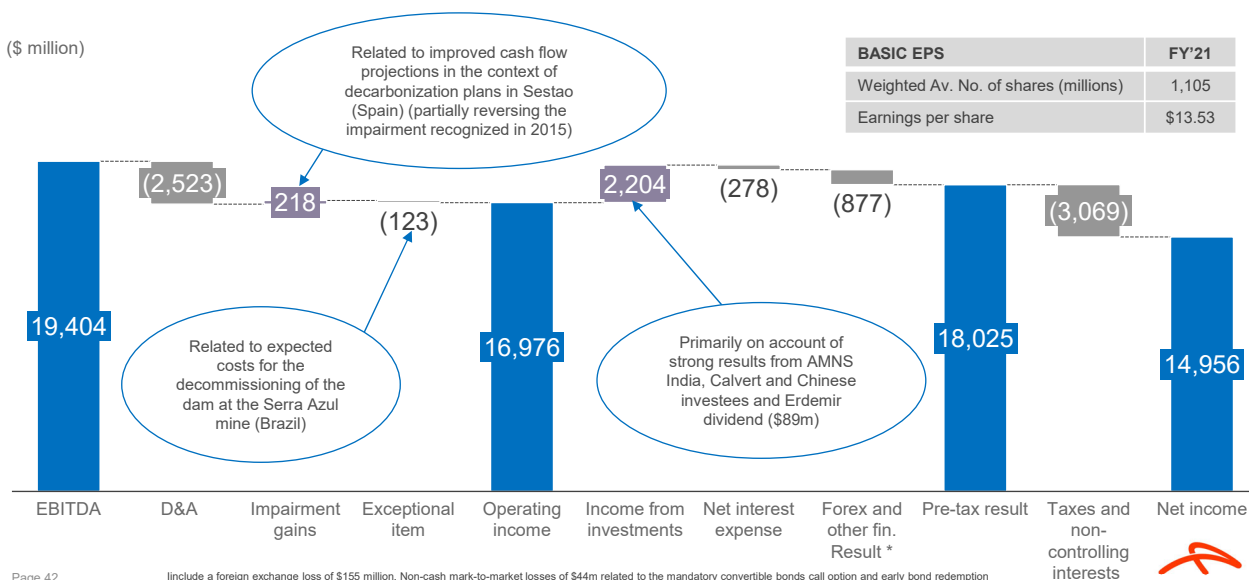 ($ million)
Related to improved cash flow
projections in the context of
decarbonization plans in Sestao
(Spain) (partially reversing the
impairment recognized in 2015)
BASIC EPS FY'21
Weighted Av. No. of shares (millions) 1,105
Earnings per share $13.53
19,404
(2,523)
218
(123)
16,976
2,204
(278)
(877)
18,025
(3,069)
14,956
Related to expected
costs for the
decommissioning of the
dam at the Serra Azul
mine (Brazil)
Primarily on account of
strong results from AMNS
India, Calvert and Chinese
investees and Erdemir
dividend ($89m)
EBITDA
D&A
Impairment
gains
Exceptional
item
Operating
income
Income from
investments
Net interest
expense
Forex and
other fin.
Result *
Pre-tax result
Taxes and
non-
controlling
interests
Net income
Page 42
Iinclude a foreign exchange loss of $155 million. Non-cash mark-to-market losses of $44m related to the mandatory convertible bonds call option and early bond redemption